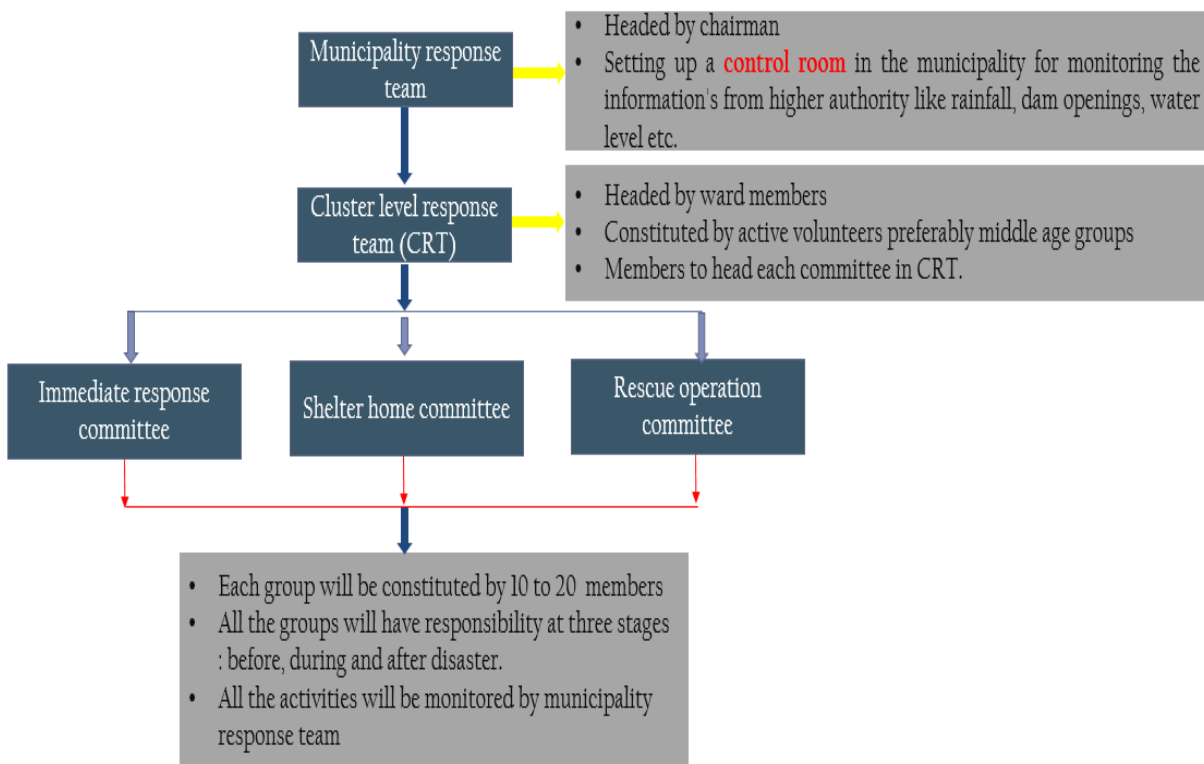 Municipality response
team
• Headed by chairman
• Setting up a control room in the municipality for monitoring the
information's from higher authority like rainfall, dam openings, water
level etc.
Cluster level response
team (CRT)
• Headed by ward members
• Constituted by active volunteers preferably middle age groups
• Members to head each committee in CRT.
Immediate response
committee
Shelter home committee
Rescue operation
committee
• Each group will be constituted by 10 to 20 members
• All the groups will have responsibility at three stages
: before, during and after disaster.
• All the activities will be monitored by municipality
response team